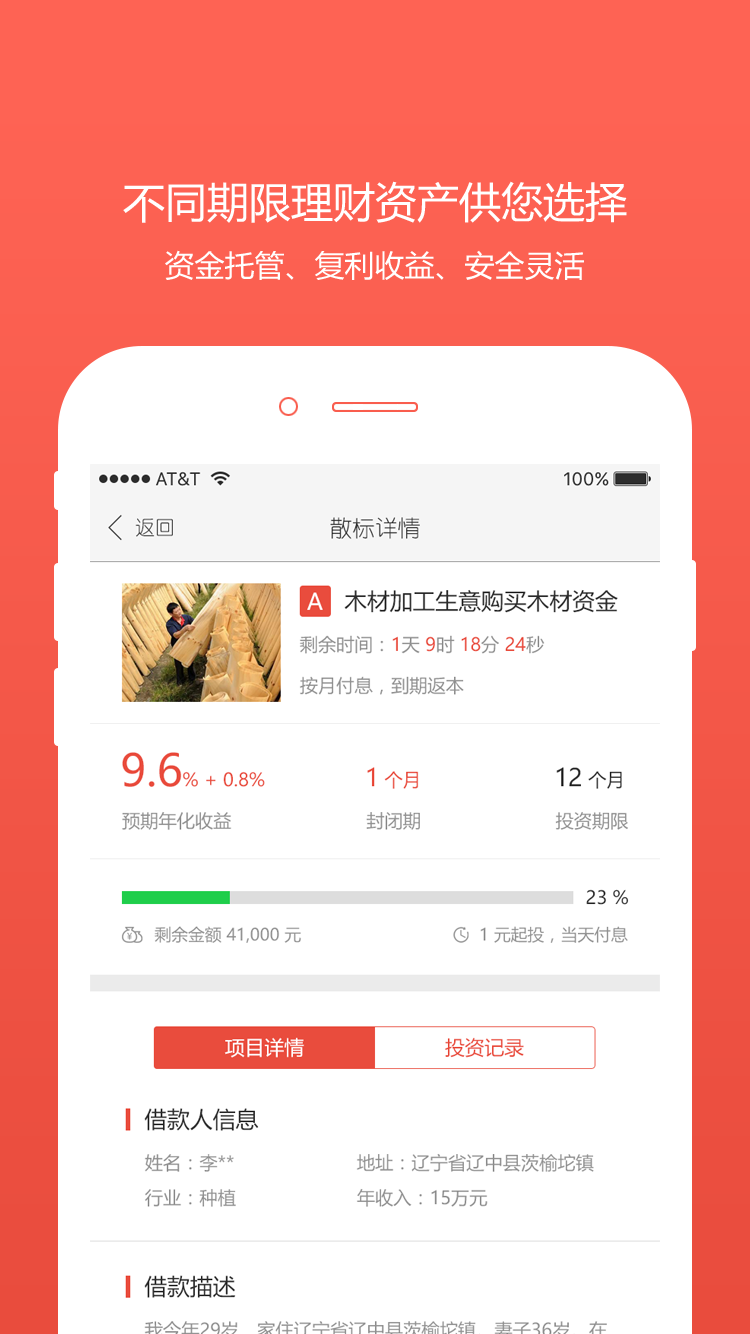 不同期限理财资产供您选择
资金托管、复利收益、安全灵活
AT&T 100%
返回 散标详情
A 木材加工生意购买木材资金
剩余时间：1天 9时 18分 24秒
按月付息，到期返本
9.6% + 0.8% 1 个月 12 个月
预期年化收益 封闭期 投资期限
23 %
剩余金额 41,000 元 1 元起投，当天付息
项目详情 投资记录
借款人信息
姓名：李** 地址：辽宁省辽中县茨榆坨镇
行业：种植 年收入：15万元
借款描述
我今年29岁，家住辽宁省辽中县茨榆坨镇，妻子36岁，在